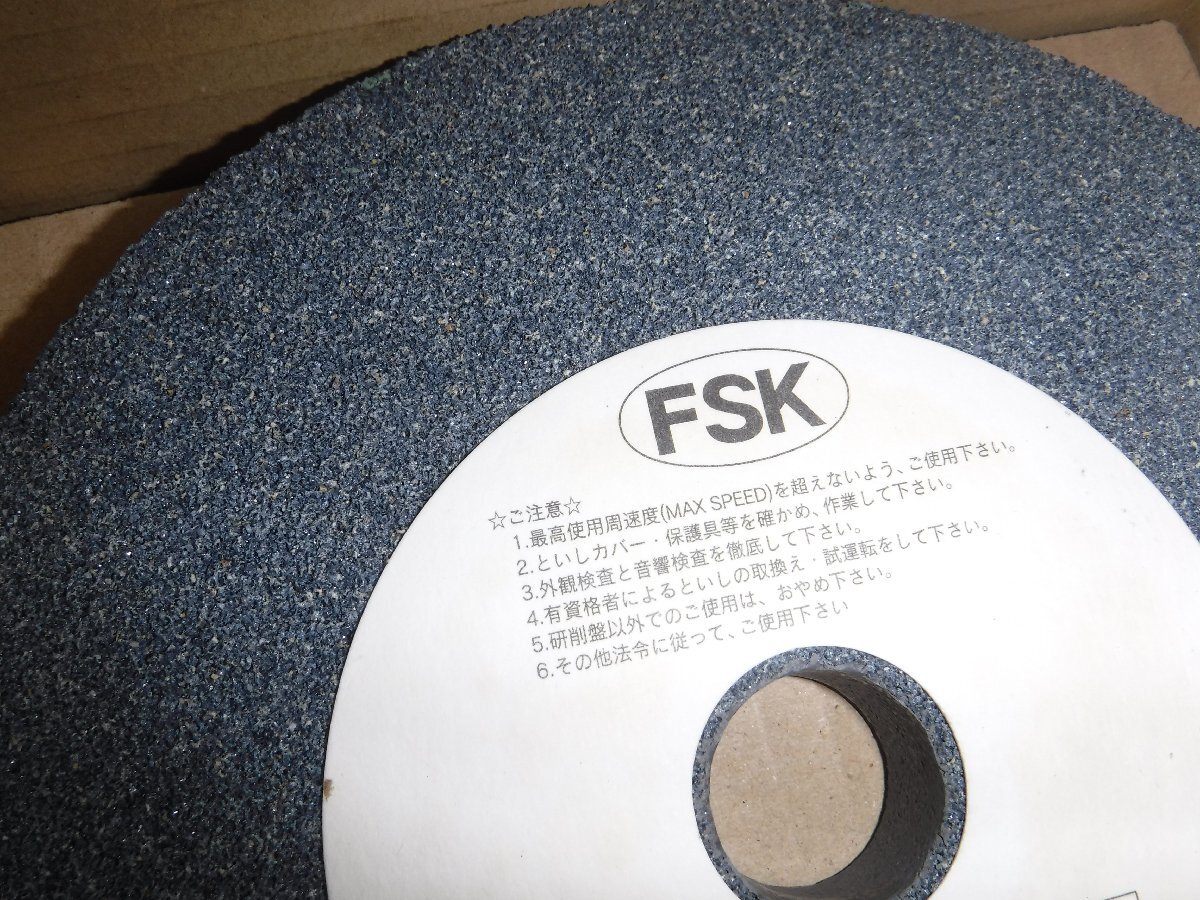 FSK
☆ご注意☆
1.最高使用周速度(MAX SPEED)を超えないよう、ご使用下さい。
2.といしカバー・保護具等を確かめ、作業して下さい。
3.外観検査と音響検査を徹底して下さい。
4.有資格者によるといしの取換え・試運転をして下さい。
5.研削盤以外でのご使用は、おやめ下さい。
6.その他法令に従って、ご使用下さい